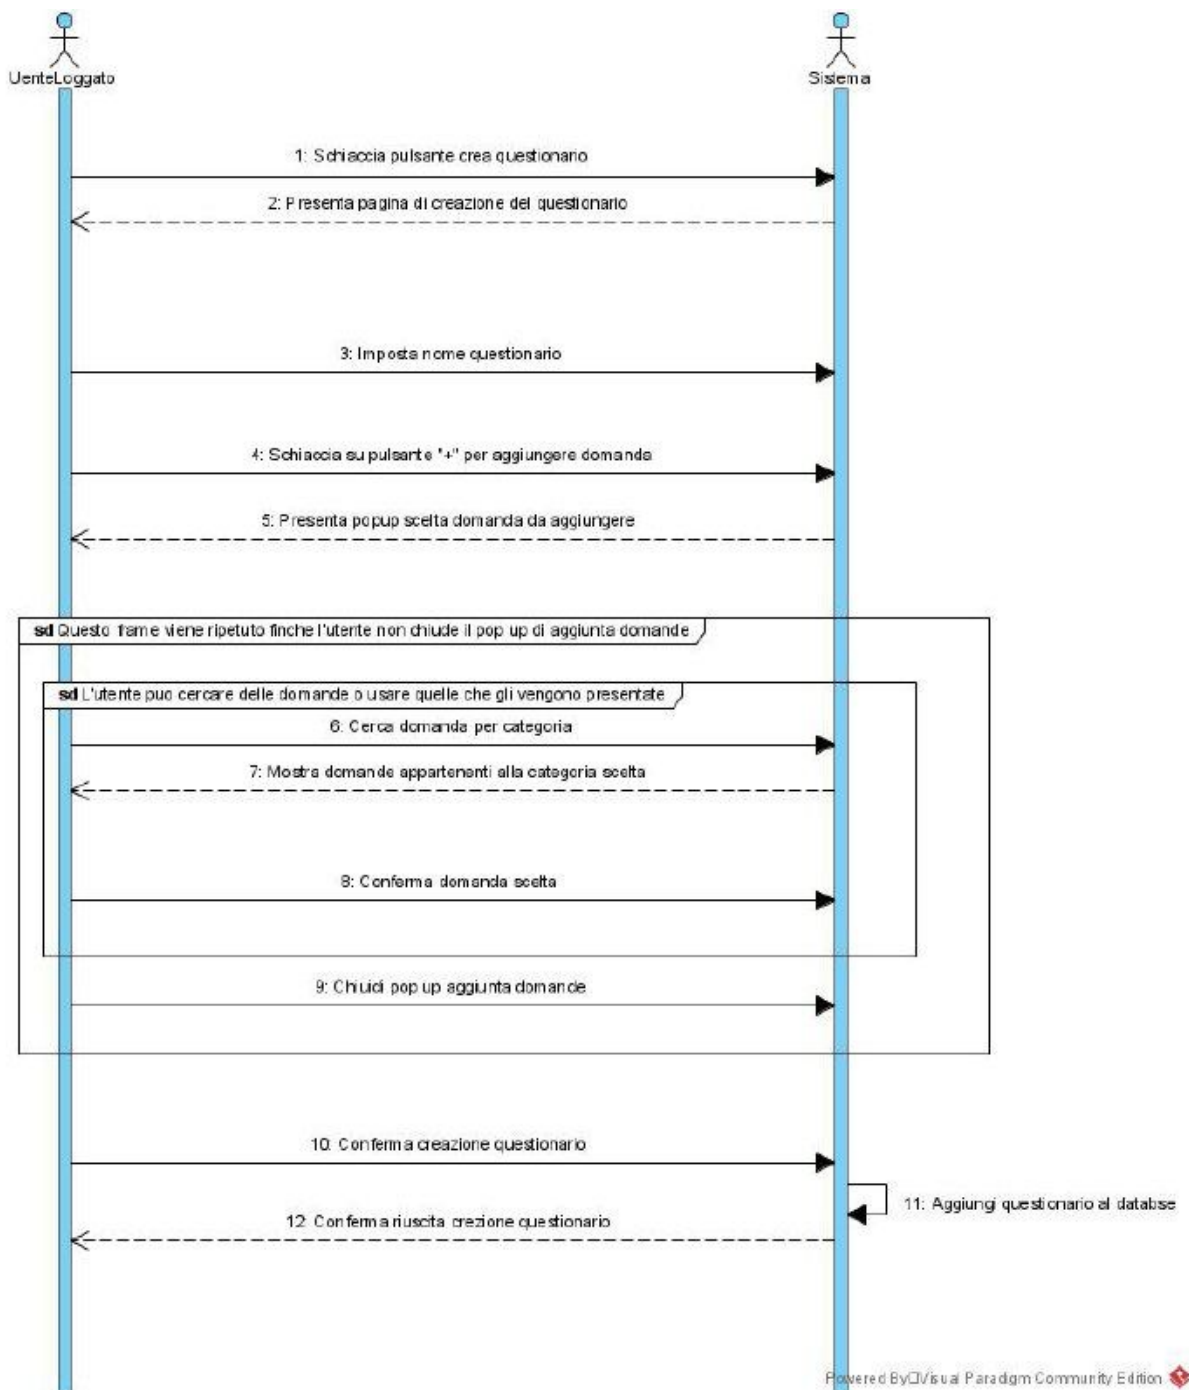 UenteLoggato
Sistema
1: Schiaccia pulsante crea questionario
2: Presenta pagina di creazione del questionario
3: Imposta nome questionario
4: Schiaccia su pulsante "+" per aggiungere domanda
5: Presenta popup scelta domanda da aggiungere
sd Questo frame viene ripetuto finche l'utente non chiude il pop up di aggiunta domande
sd L'utente puo cercare delle domande o usare quelle che gli vengono presentate
6: Cerca domanda per categoria
7: Mostra domande appartenenti alla categoria scelta
8: Conferma domanda scelta
9: Chiuidi pop up aggiunta domande
10: Conferma creazione questionario
11: Aggiungi questionario al databse
12: Conferma riuscita crezione questionario
Powered By□Visual Paradigm Community Edition